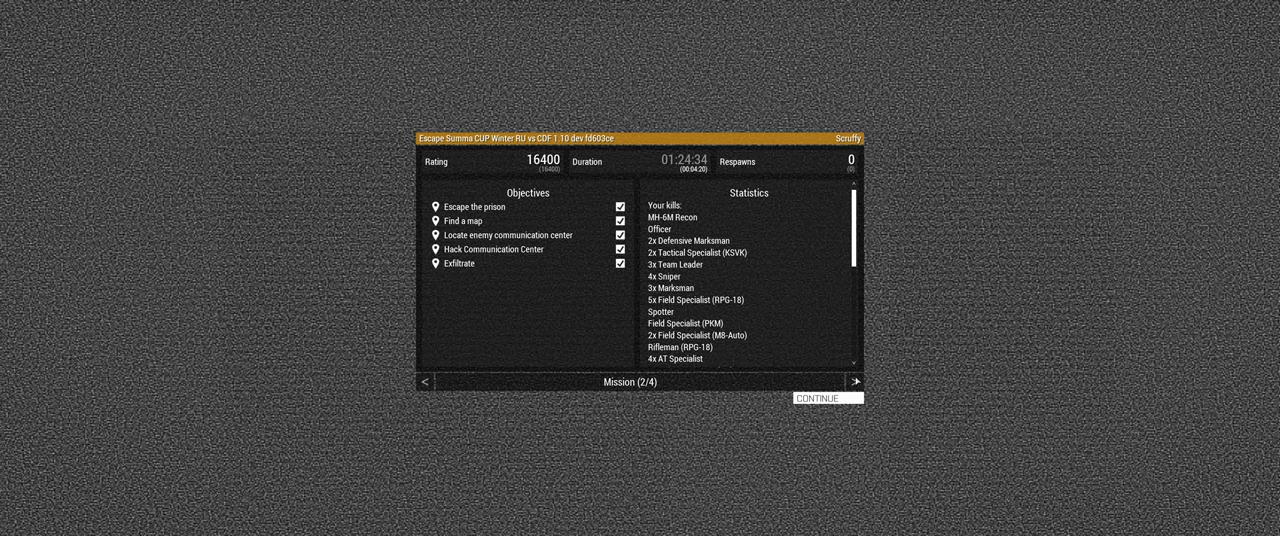 Escape Summa CUP Winter RU vs CDF 1.10 dev fd603ce Scruffy
Rating 16400 Duration 01:24:34 Respawns 0
(16400) (00:04:20) (0)
Objectives
Escape the prison
Find a map
Locate enemy communication center
Hack Communication Center
Exfiltrate
Statistics
Your kills:
MH-6M Recon
Officer
2x Defensive Marksman
2x Tactical Specialist (KSVK)
3x Team Leader
4x Sniper
3x Marksman
5x Field Specialist (RPG-18)
Spotter
Field Specialist (PKM)
2x Field Specialist (M8-Auto)
Rifleman (RPG-18)
4x AT Specialist
< Mission (2/4) >
CONTINUE